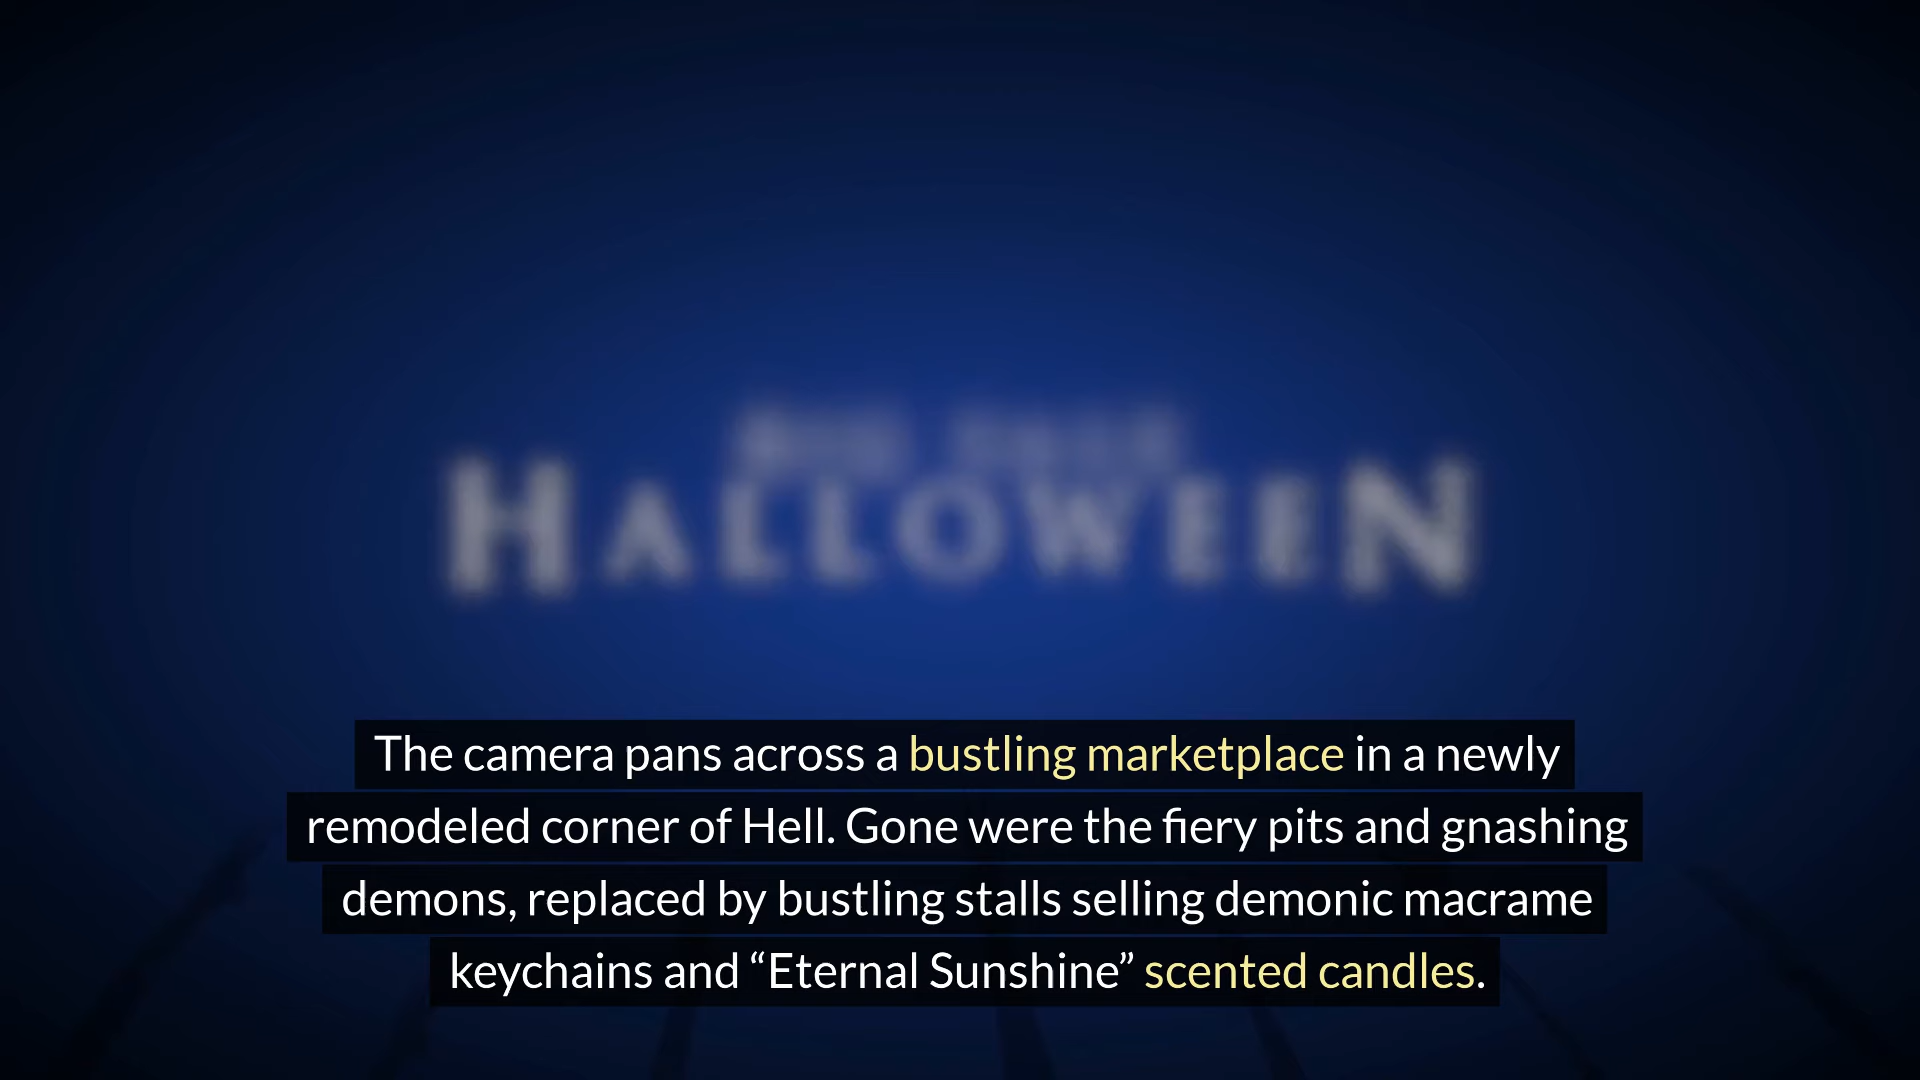 HALLOWEEN
The camera pans across a bustling marketplace in a newly
remodeled corner of Hell. Gone were the fiery pits and gnashing
demons, replaced by bustling stalls selling demonic macrame
keychains and “Eternal Sunshine” scented candles.